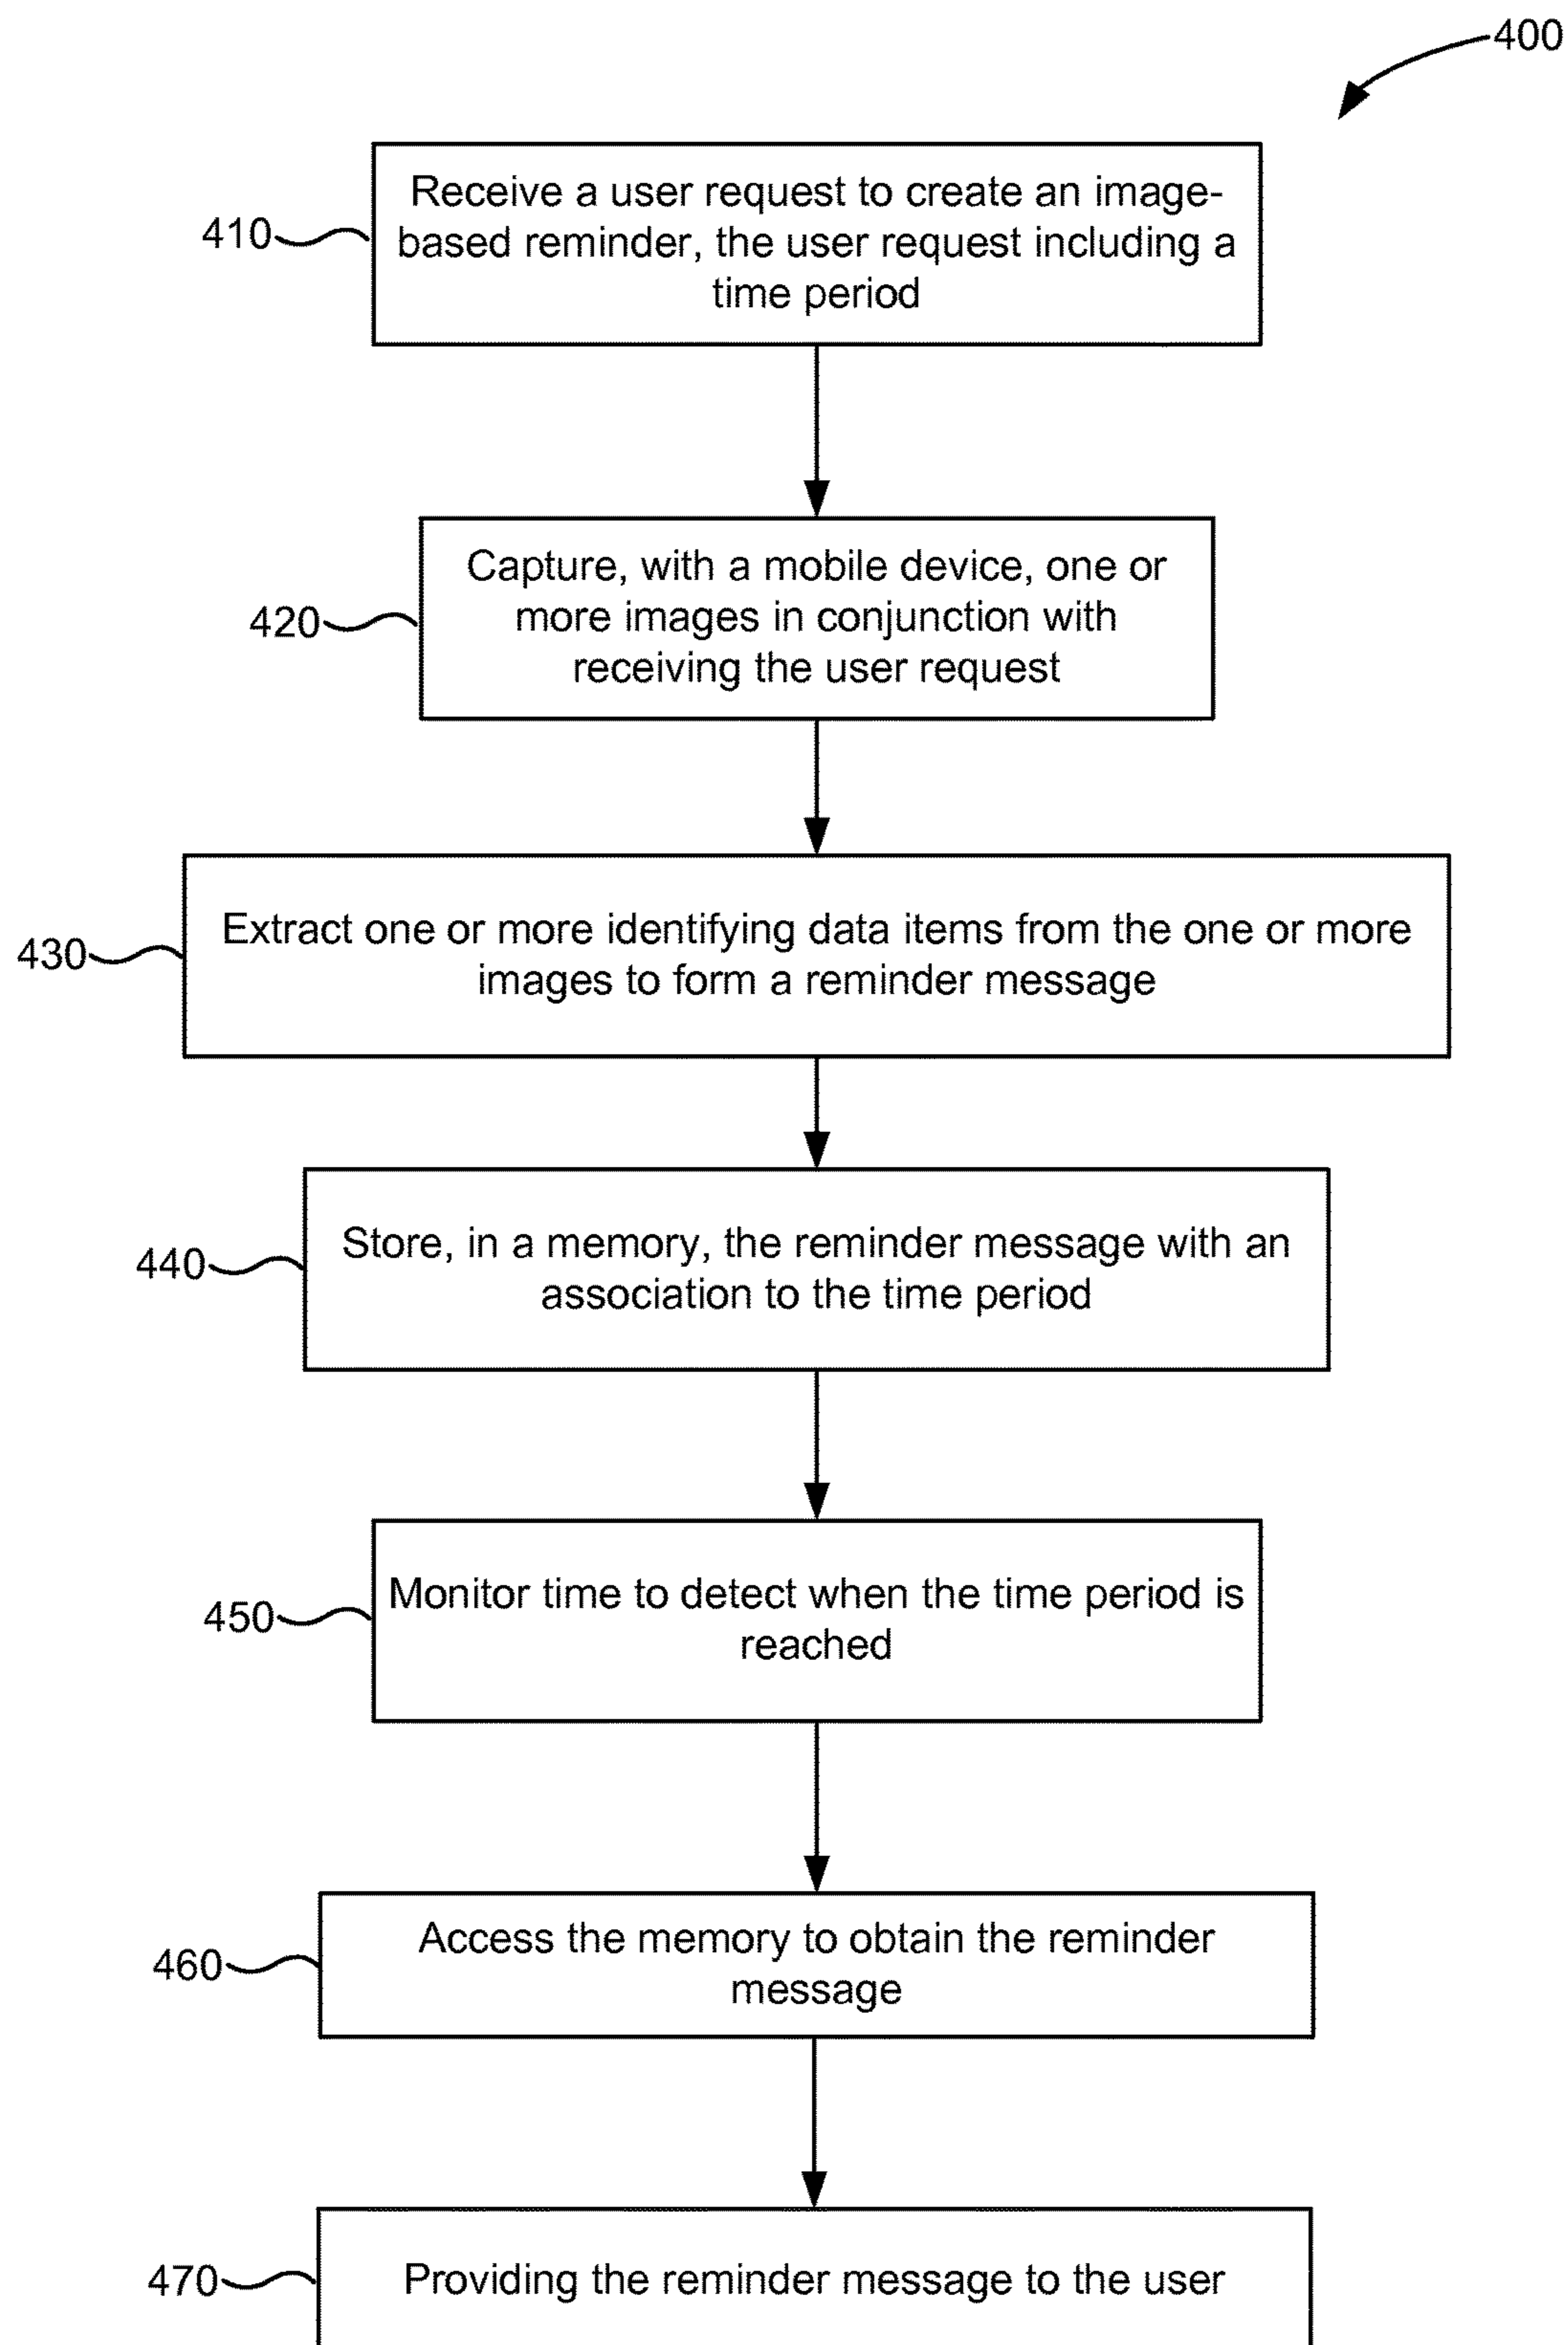 400
410
Receive a user request to create an image-
based reminder, the user request including a
time period
420
Capture, with a mobile device, one or
more images in conjunction with
receiving the user request
430
Extract one or more identifying data items from the one or more
images to form a reminder message
440
Store, in a memory, the reminder message with an
association to the time period
450
Monitor time to detect when the time period is
reached
460
Access the memory to obtain the reminder
message
470
Providing the reminder message to the user